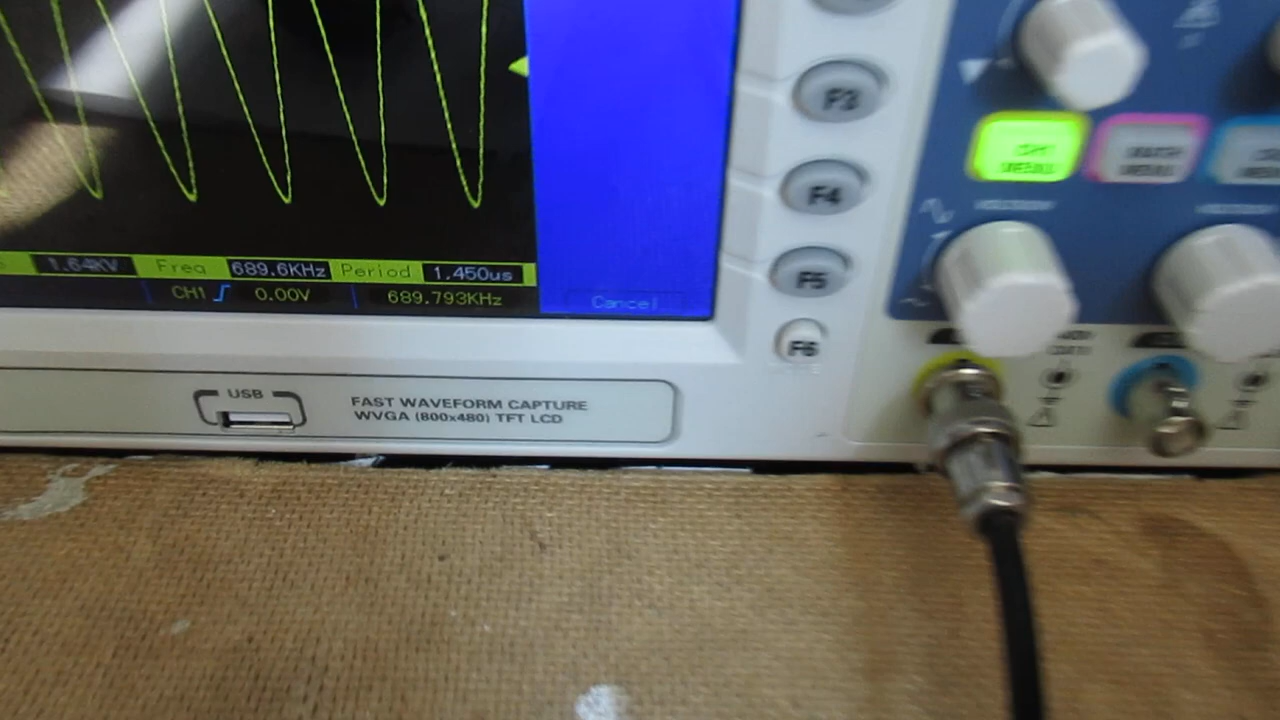 F3
F4
F5
F6
1.64KV Freq 689.6KHz Period 1.450us
CH1 0.00V 689.793KHz
Cancel
USB
FAST WAVEFORM CAPTURE
WVGA (800x480) TFT LCD